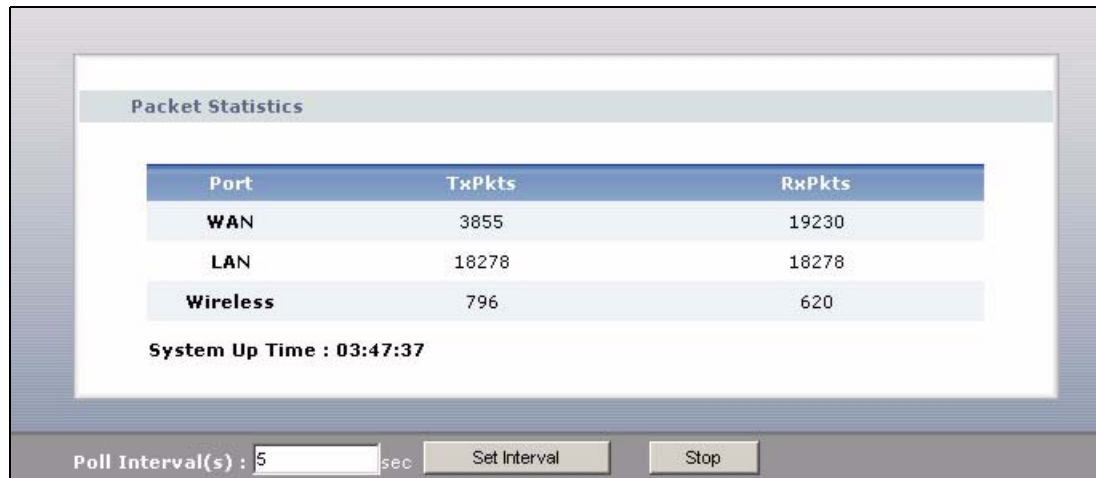 Packet Statistics
Port TxPkts RxPkts
WAN 3855 19230
LAN 18278 18278
Wireless 796 620
System Up Time : 03:47:37
Poll Interval(s) : 5 sec Set Interval Stop